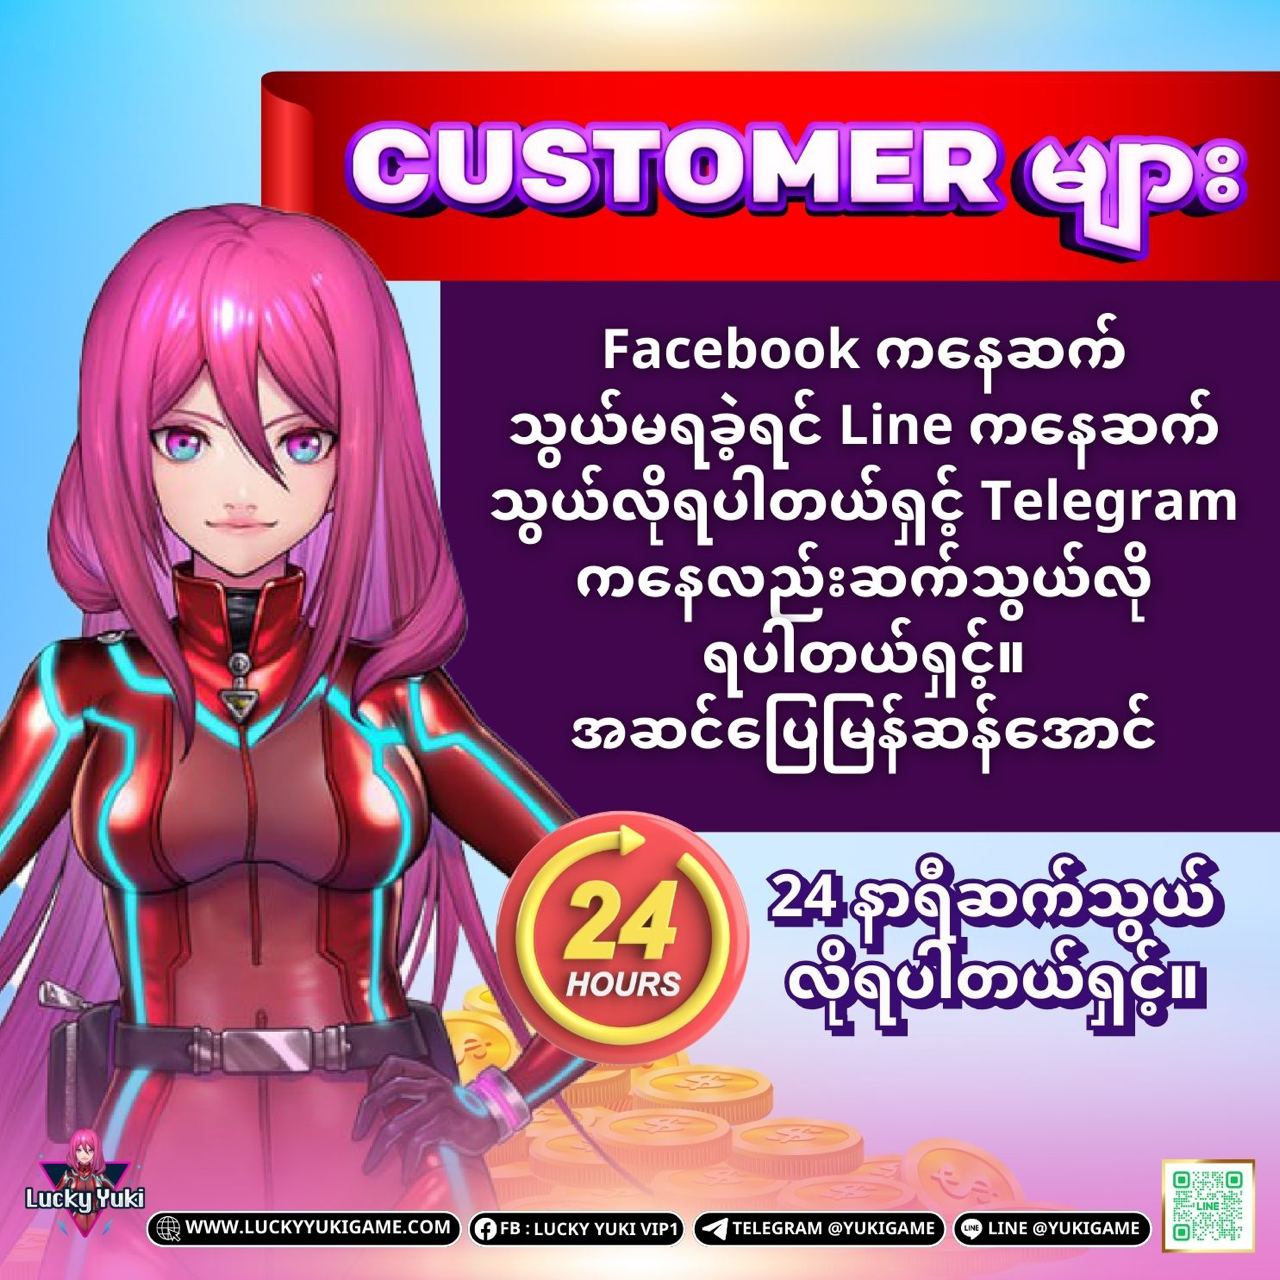 CUSTOMER များ
Facebook ကနေဆက်
သွယ်မရခဲ့ရင် Line ကနေဆက်
သွယ်လို့ရပါတယ်ရှင့် Telegram
ကနေလည်းဆက်သွယ်လို့
ရပါတယ်ရှင့်။
အဆင်ပြေမြန်ဆန်အောင်
24
HOURS
24 နာရီဆက်သွယ်
လို့ရပါတယ်ရှင့်။
Lucky Yuki
WWW.LUCKYYUKIGAME.COM
FB : LUCKY YUKI VIP1
TELEGRAM @YUKIGAME
LINE
LINE @YUKIGAME
LINE